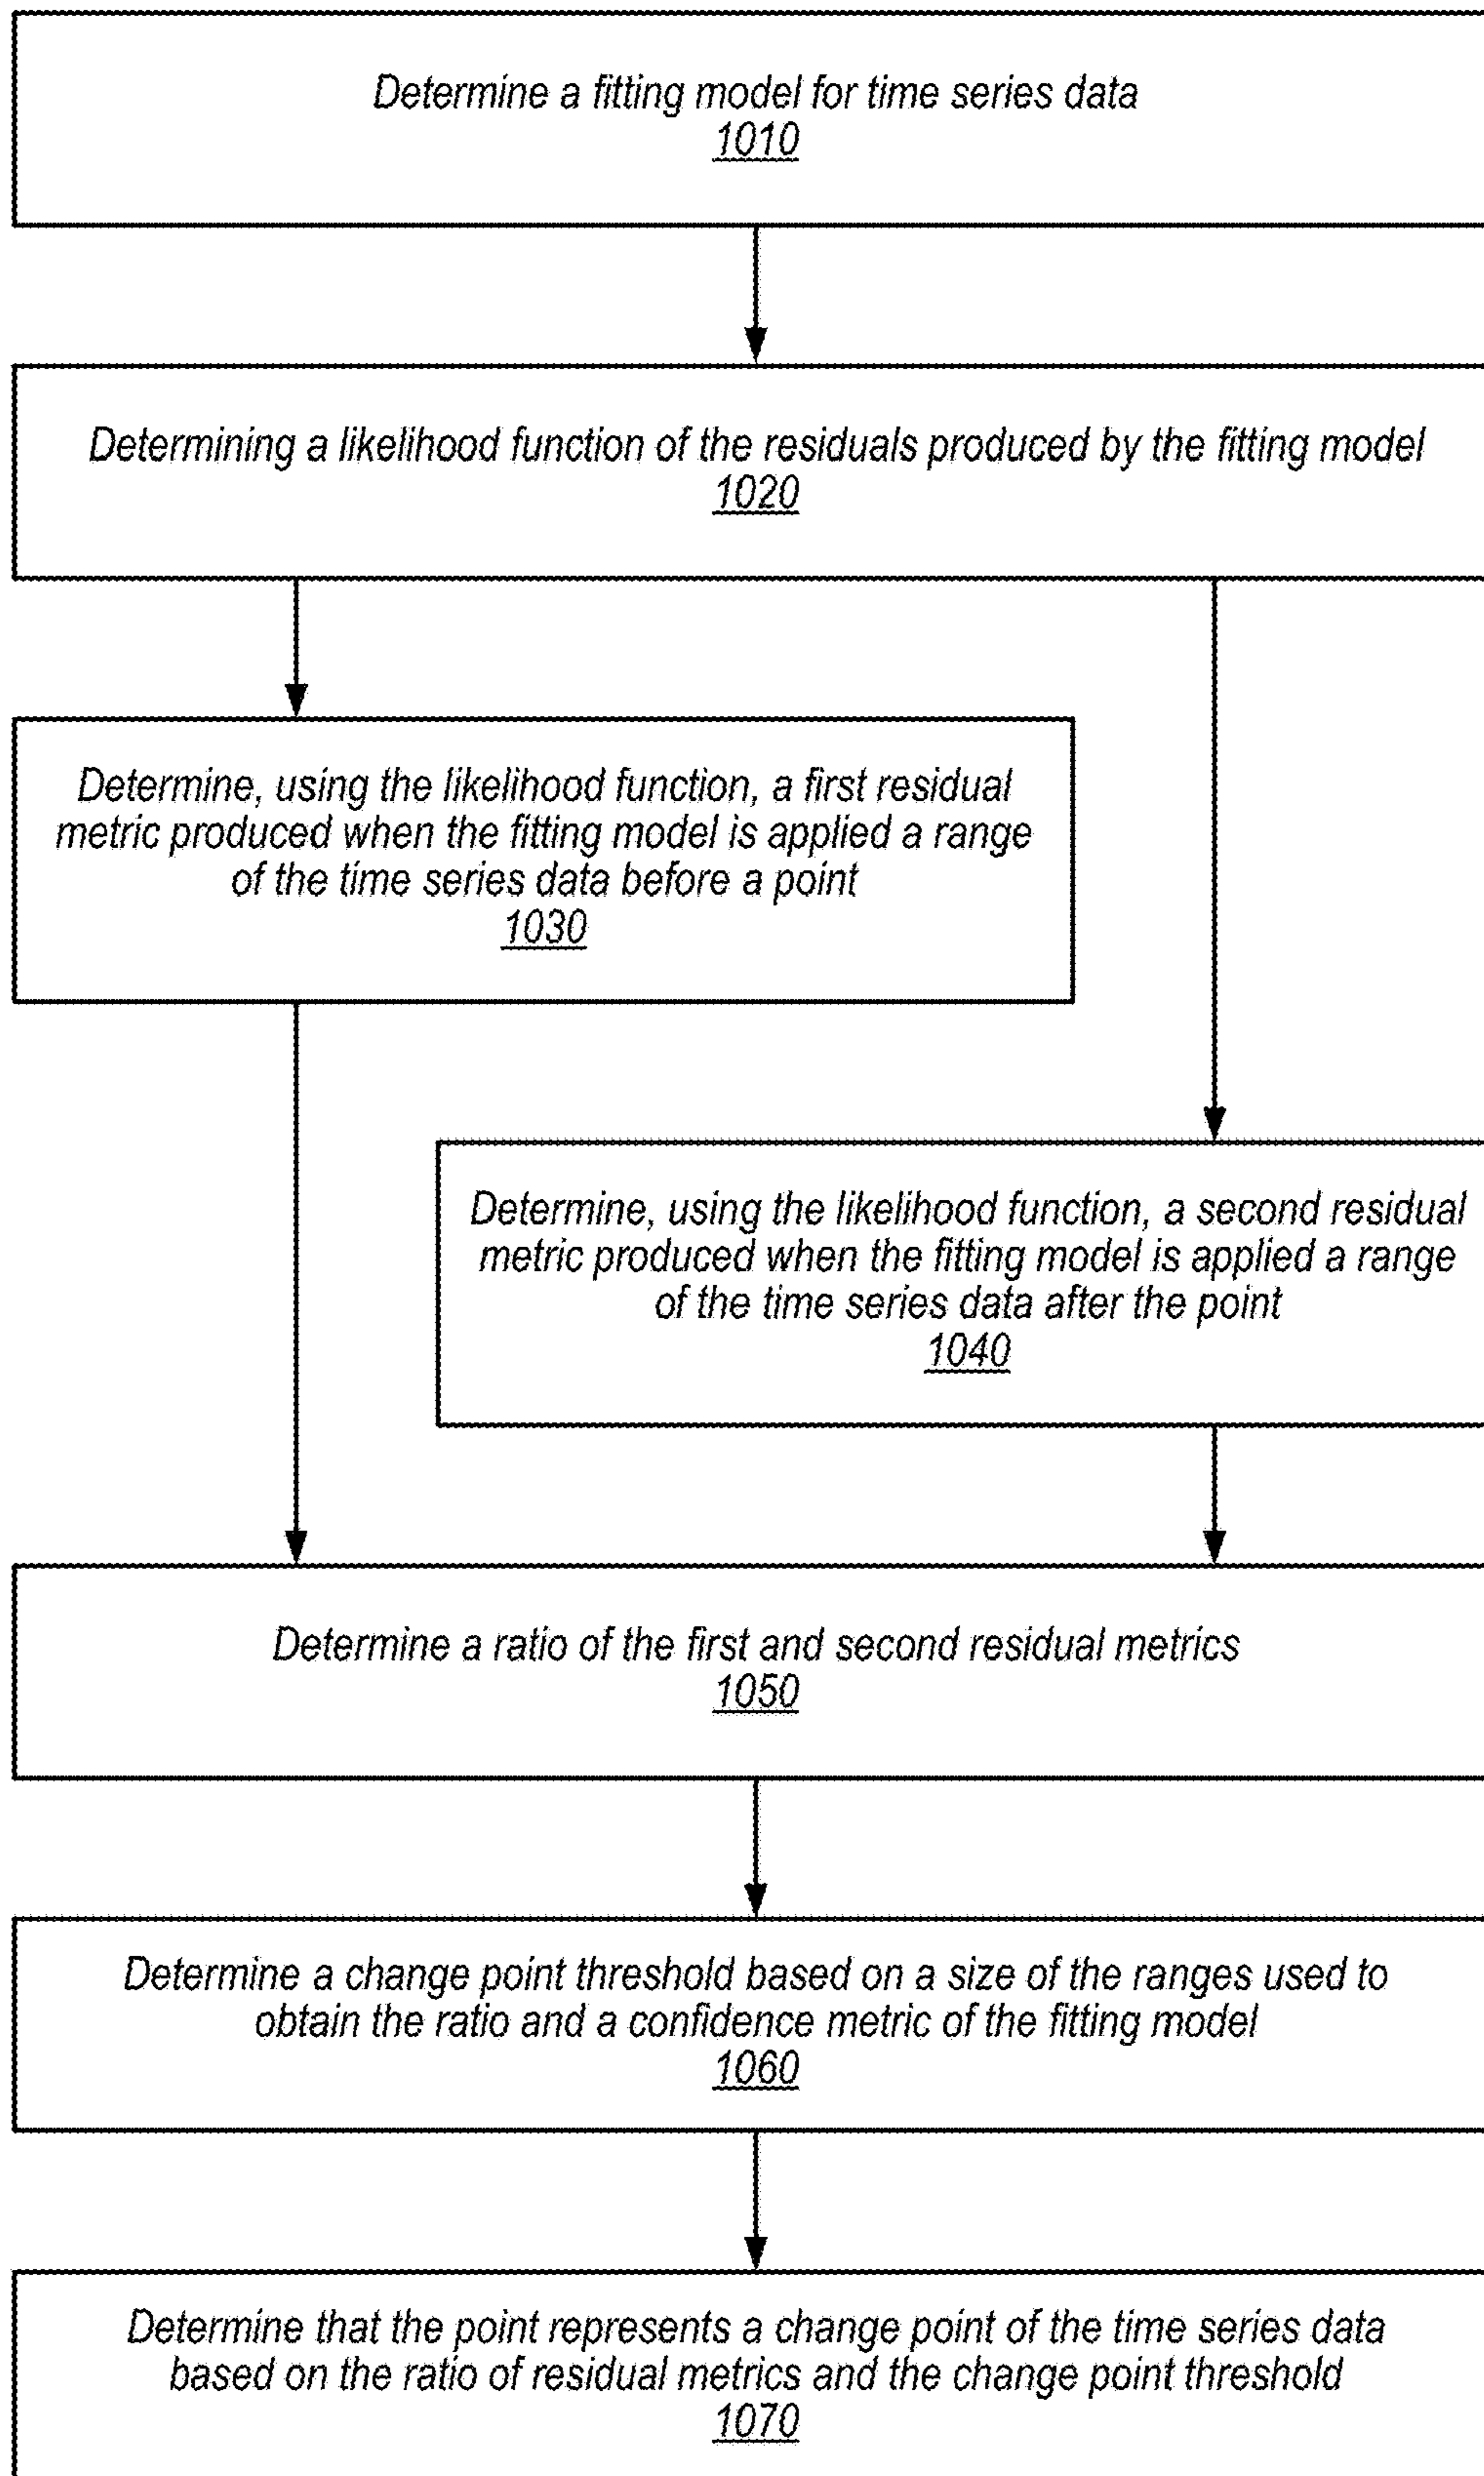 Determine a fitting model for time series data
1010
Determining a likelihood function of the residuals produced by the fitting model
1020
Determine, using the likelihood function, a first residual
metric produced when the fitting model is applied a range
of the time series data before a point
1030
Determine, using the likelihood function, a second residual
metric produced when the fitting model is applied a range
of the time series data after the point
1040
Determine a ratio of the first and second residual metrics
1050
Determine a change point threshold based on a size of the ranges used to
obtain the ratio and a confidence metric of the fitting model
1060
Determine that the point represents a change point of the time series data
based on the ratio of residual metrics and the change point threshold
1070